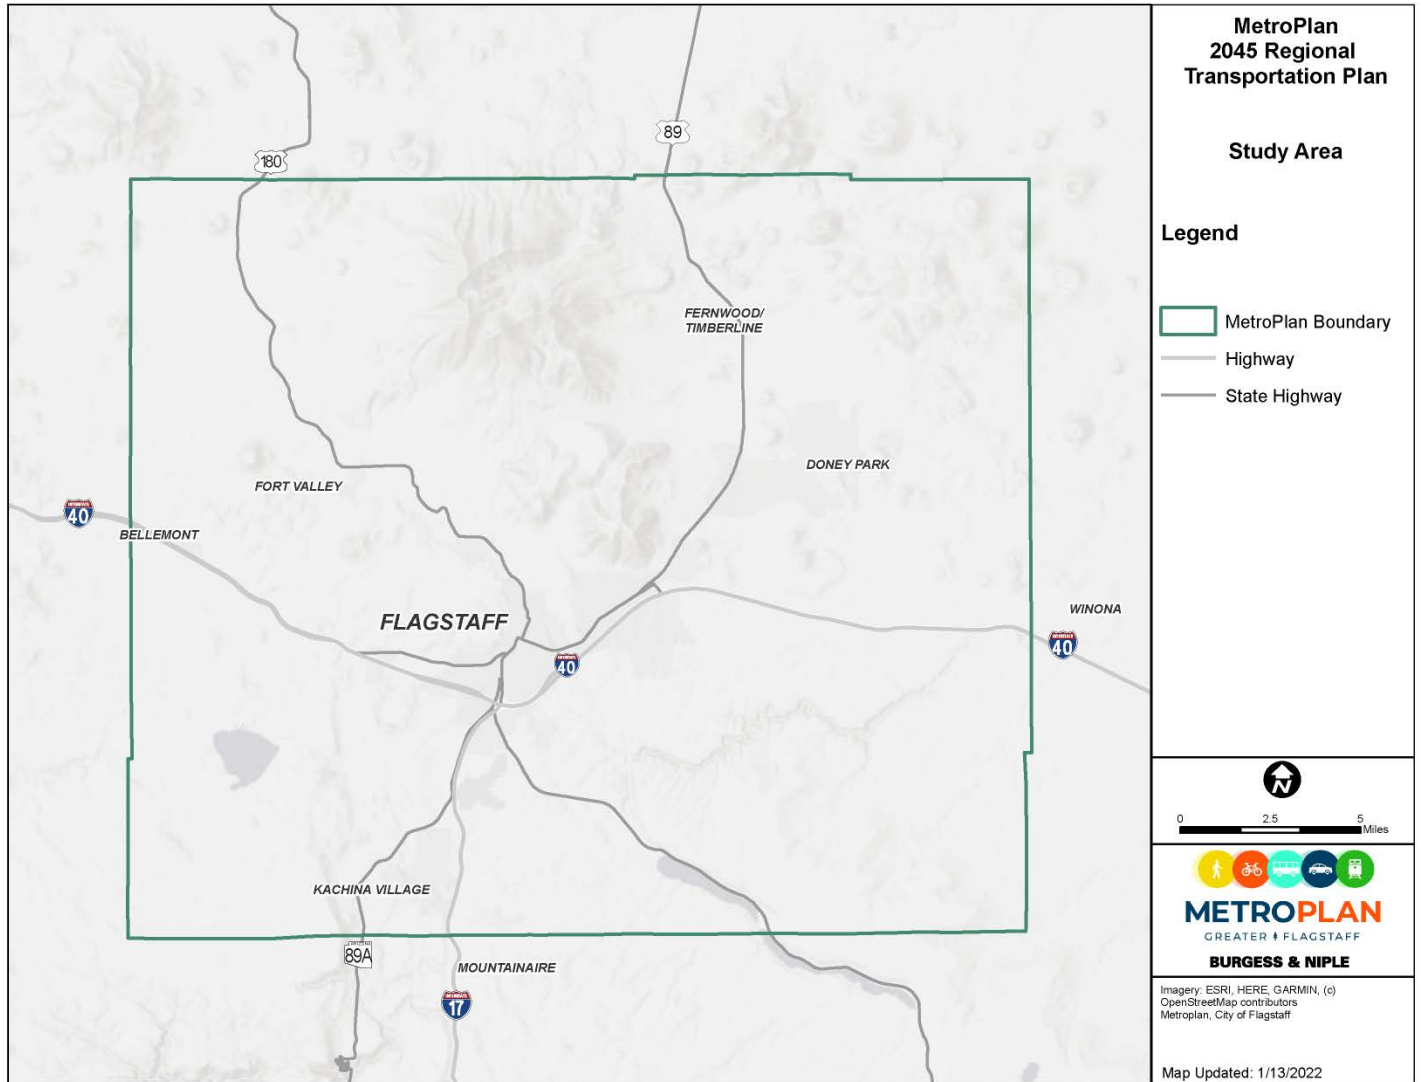 180
89
FERNWOOD/
TIMBERLINE
DONEY PARK
FORT VALLEY
40
BELLEMONT
FLAGSTAFF
WINONA
40
40
KACHINA VILLAGE
89A
MOUNTAINAIRE
17
MetroPlan
2045 Regional
Transportation Plan
Study Area
Legend
MetroPlan Boundary
Highway
State Highway
N
0 2.5 5
Miles
METROPLAN
GREATER FLAGSTAFF
BURGESS & NIPLE
Imagery: ESRI, HERE, GARMIN, (c)
OpenStreetMap contributors
Metroplan, City of Flagstaff
Map Updated: 1/13/2022